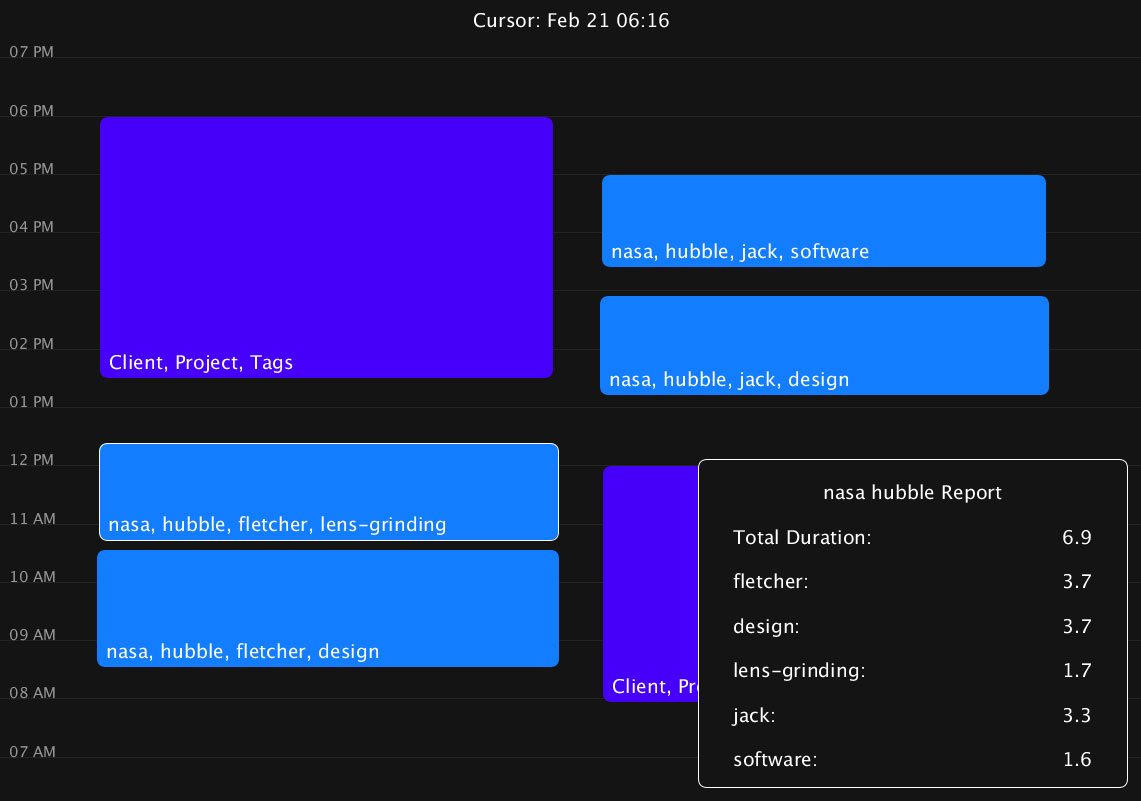 Cursor: Feb 21 06:16
07 PM
06 PM
05 PM
04 PM
nasa, hubble, jack, software
03 PM
02 PM
Client, Project, Tags
nasa, hubble, jack, design
01 PM
12 PM
11 AM
nasa, hubble, fletcher, lens-grinding
10 AM
09 AM
nasa, hubble, fletcher, design
08 AM
Client, Pr
07 AM
nasa hubble Report
Total Duration: 6.9
fletcher: 3.7
design: 3.7
lens-grinding: 1.7
jack: 3.3
software: 1.6